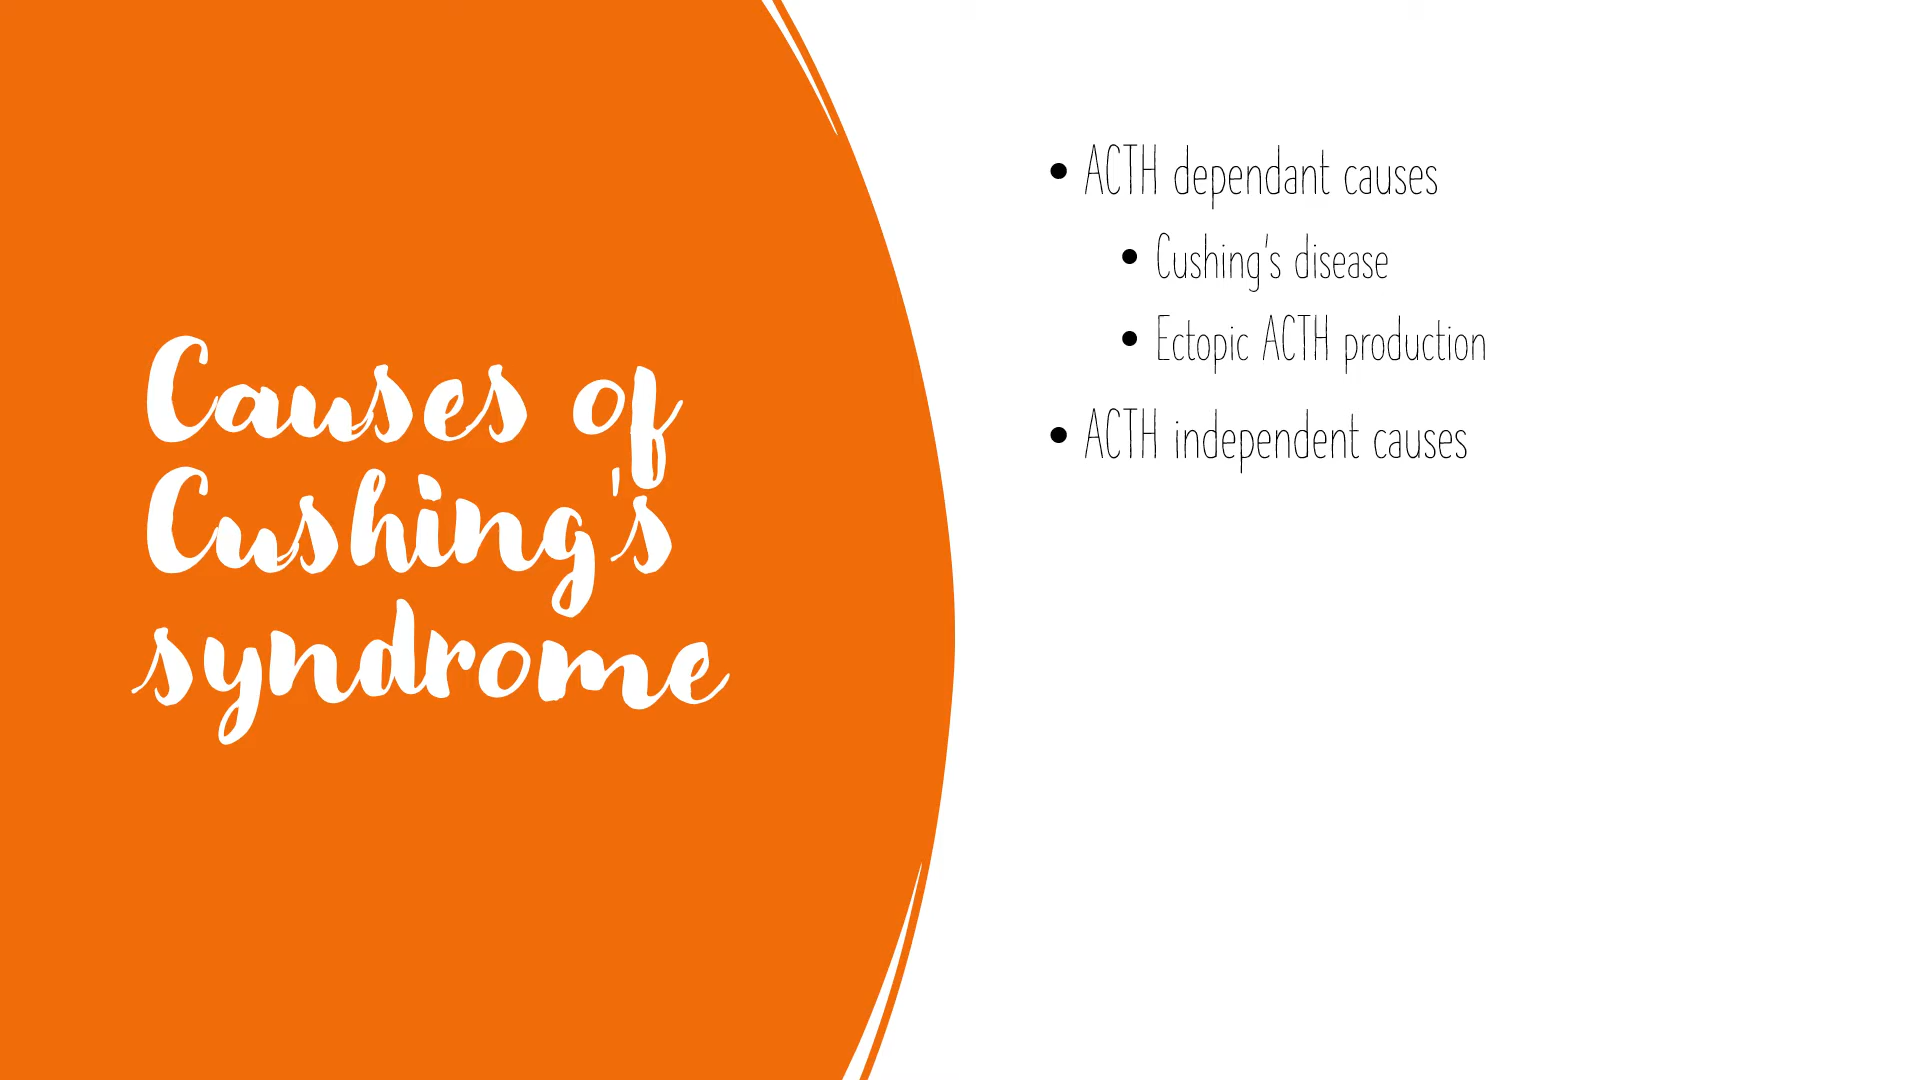 Causes of
Cushing's
syndrome
• ACTH dependant causes
• Cushing's disease
• Ectopic ACTH production
• ACTH independent causes